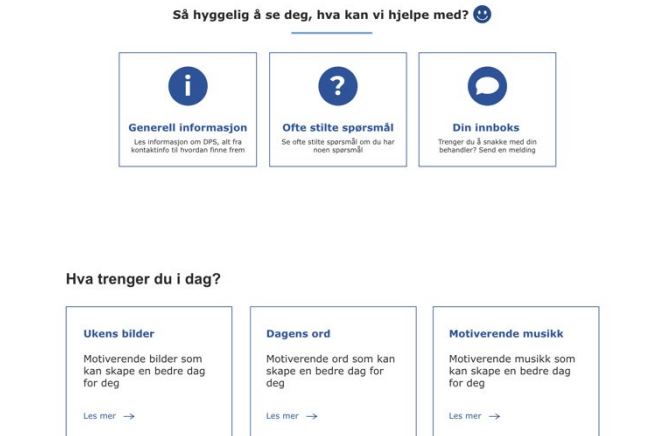 Så hyggelig å se deg, hva kan vi hjelpe med?
Generell informasjon
Les informasjon om DPS, alt fra
kontaktinfo til hvordan finne frem
Ofte stilte spørsmål
Se ofte stilte spørsmål om du har
noen spørsmål
Din innboks
Trenger du å snakke med din
behandler? Send en melding
Hva trenger du i dag?
Ukens bilder
Motiverende bilder som
kan skape en bedre dag
for deg
Les mer →
Dagens ord
Motiverende ord som kan
skape en bedre dag for
deg
Les mer →
Motiverende musikk
Motiverende musikk som
kan skape en bedre dag
for deg
Les mer →